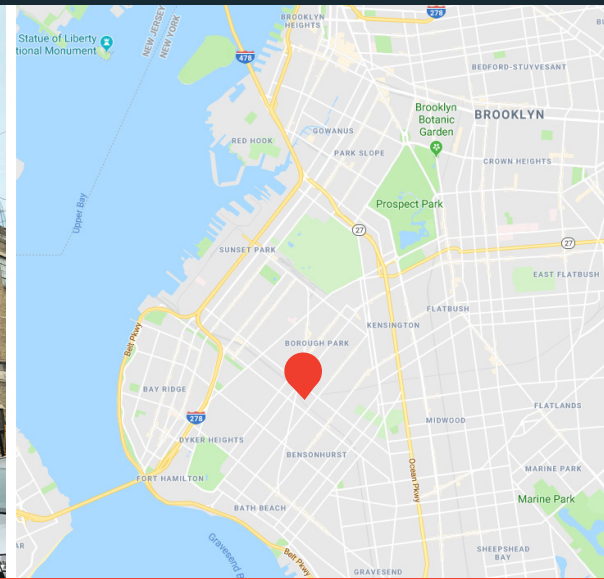 BROOKLYN
HEIGHTS
278
Statue of Liberty
tional Monument
NEW JERSEY
NEW YORK
478
BEDFORD-STUYVESANT
Brooklyn
Botanic
Garden
BROOKLYN
RED HOOK
GOWANUS
PARK SLOPE
CROWN HEIGHTS
Upper Bay
Prospect Park
27
27
SUNSET PARK
EAST FLATBUSH
FLATBUSH
Belt Pkwy
KENSINGTON
BOROUGH PARK
BAY RIDGE
278
FLATLANDS
MIDWOOD
DYKER HEIGHTS
BENSONHURST
Ocean Pkwy
FORT HAMILTON
MARINE PARK
Marine Park
BATH BEACH
Gravesend B
Belt Pkwy
SHEEPSHEAD
BAY
GRAVESEND